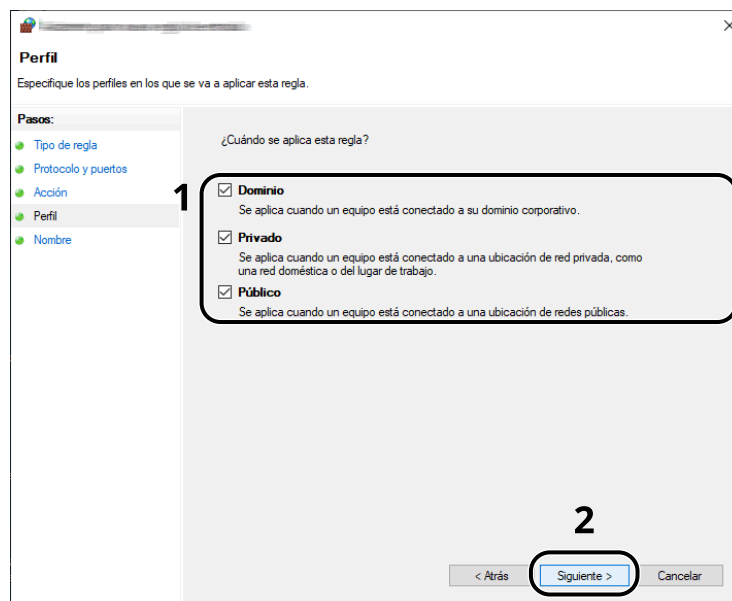 Perfil
Especifique los perfiles en los que se va a aplicar esta regla.
Pasos:
Tipo de regla
Protocolo y puertos
Acción
Perfil
Nombre
¿Cuándo se aplica esta regla?
1
Dominio
Se aplica cuando un equipo está conectado a su dominio corporativo.
Privado
Se aplica cuando un equipo está conectado a una ubicación de red privada, como
una red doméstica o del lugar de trabajo.
Público
Se aplica cuando un equipo está conectado a una ubicación de redes públicas.
2
< Atrás
Siguiente >
Cancelar